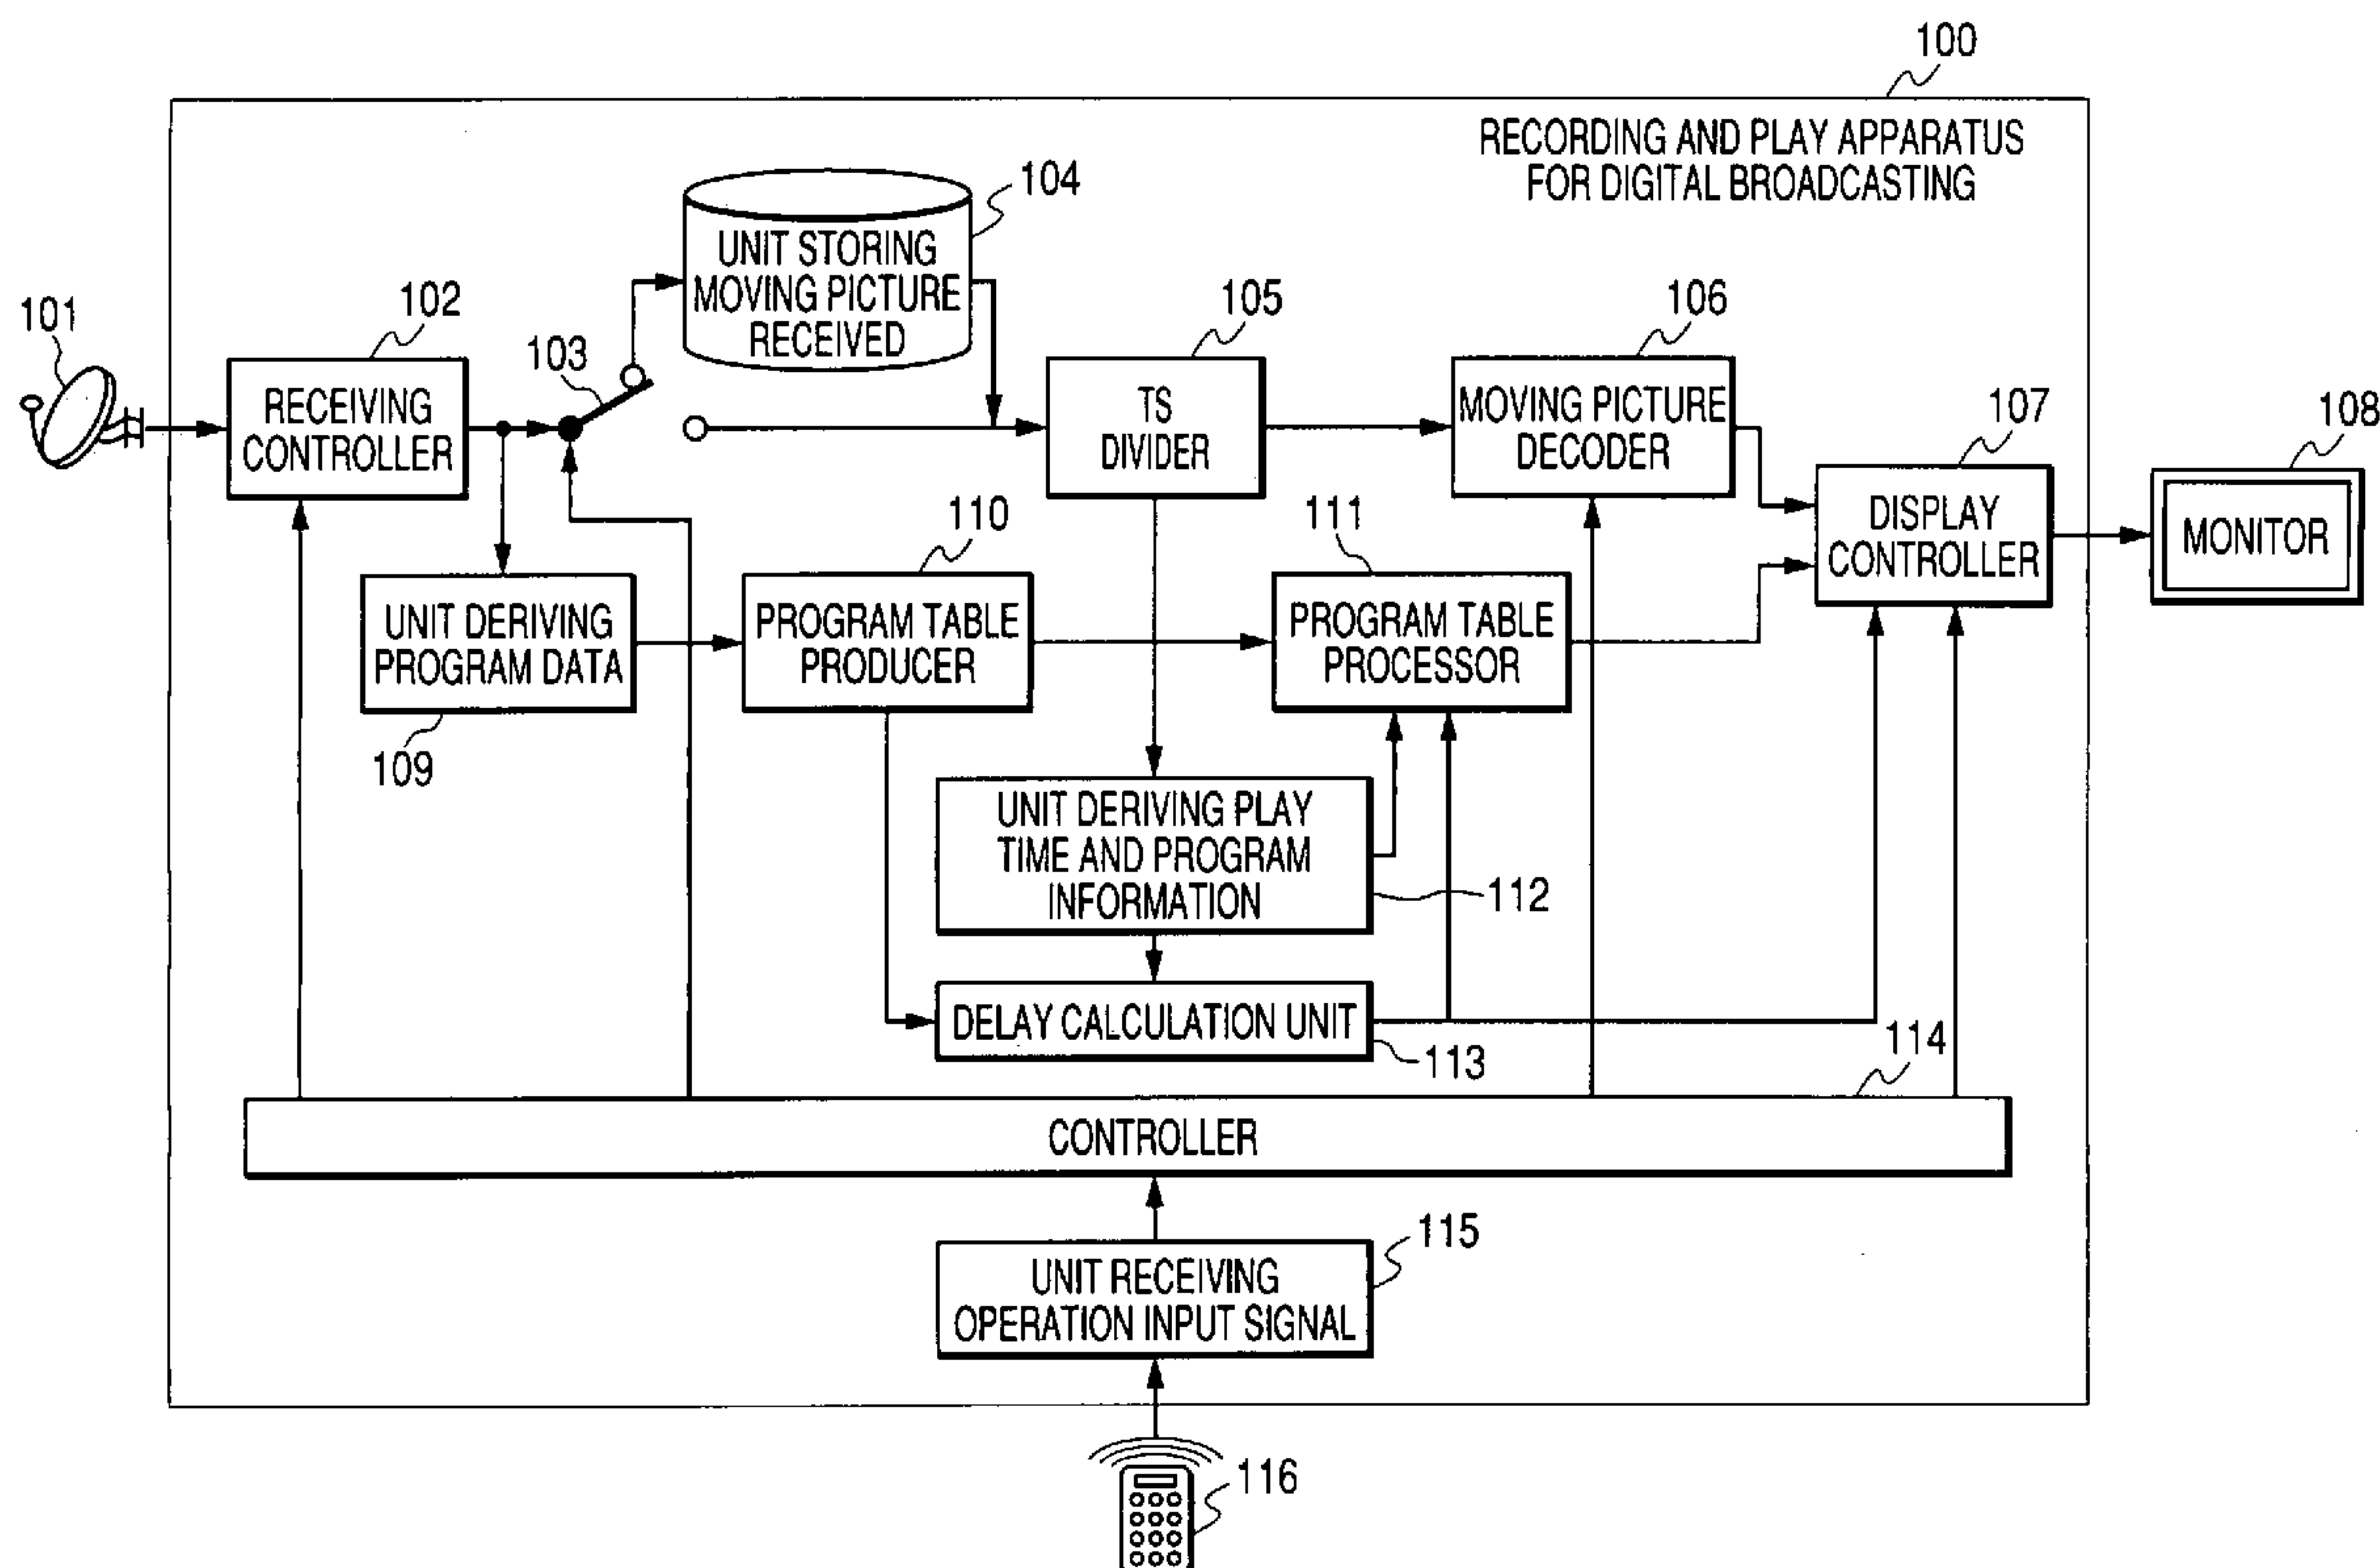 100
RECORDING AND PLAY APPARATUS
FOR DIGITAL BROADCASTING
104
UNIT STORING
MOVING PICTURE
RECEIVED
101
102
103
105
106
107
108
RECEIVING
CONTROLLER
TS
DIVIDER
MOVING PICTURE
DECODER
DISPLAY
CONTROLLER
MONITOR
110
111
UNIT DERIVING
PROGRAM DATA
109
PROGRAM TABLE
PRODUCER
PROGRAM TABLE
PROCESSOR
UNIT DERIVING PLAY
TIME AND PROGRAM
INFORMATION
112
DELAY CALCULATION UNIT
113
114
CONTROLLER
115
UNIT RECEIVING
OPERATION INPUT SIGNAL
116